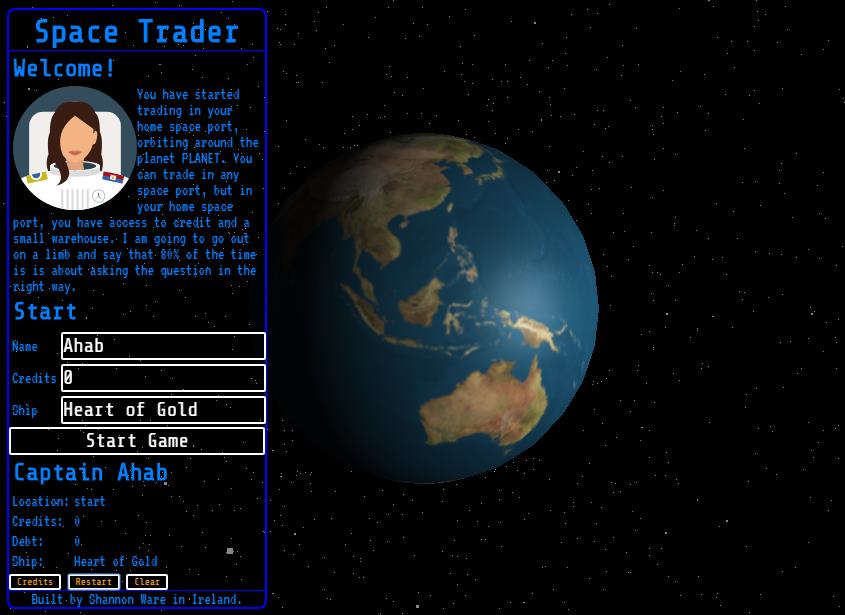 Space Trader
Welcome!
You have started
trading in your
home space port,
orbiting around the
planet PLANET. You
can trade in any
space port, but in
your home space
port, you have access to credit and a
small warehouse. I am going to go out
on a limb and say that 80% of the time
is is about asking the question in the
right way.
Start
Name Ahab
Credits 0
Ship Heart of Gold
Start Game
Captain Ahab
Location: start
Credits: 0
Debt: 0
Ship: Heart of Gold
Credits Restart Clear
Built by Shannon Ware in Ireland.